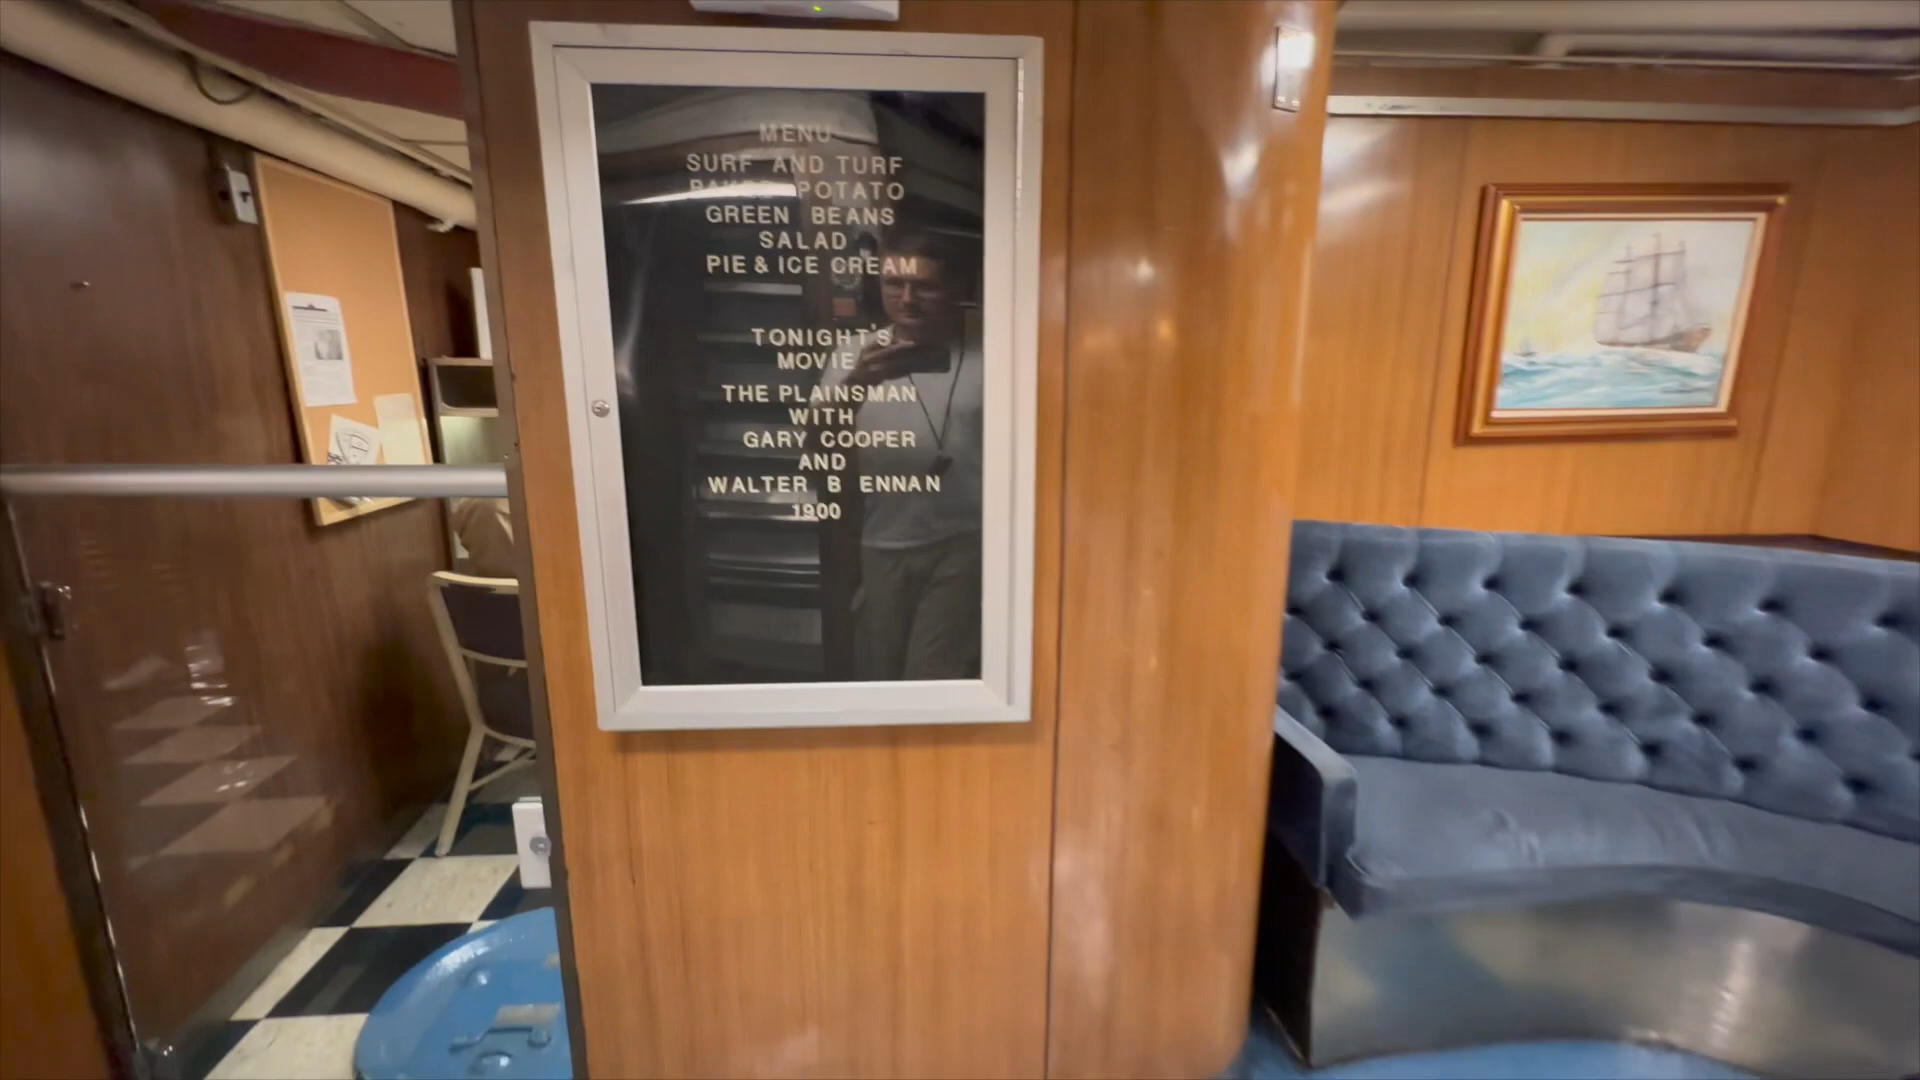 MENU
SURF AND TURF
BAKED POTATO
GREEN BEANS
SALAD
PIE & ICE CREAM
TONIGHT'S
MOVIE
THE PLAINSMAN
WITH
GARY COOPER
AND
WALTER B ENNAN
1900